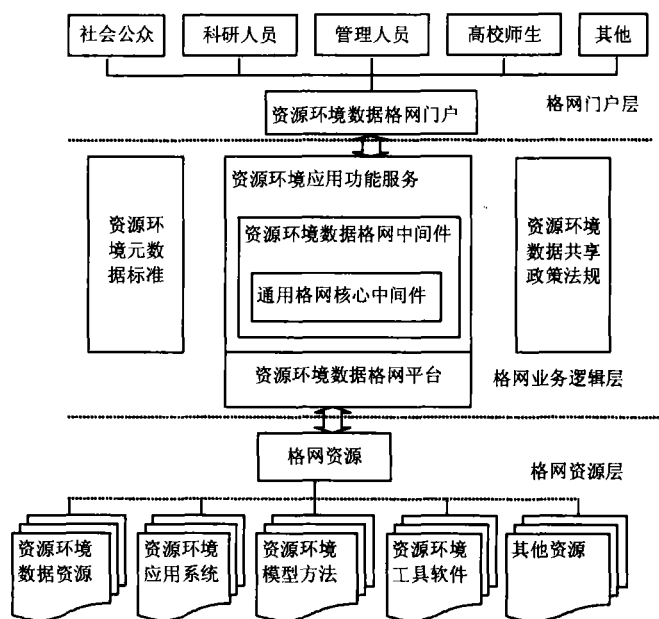 社会公众
科研人员
管理人员
高校师生
其他
资源环境数据格网门户
格网门户层
资源环境应用功能服务
资源环
境元数
据标准
资源环境数据格网中间件
通用格网核心中间件
资源环境
数据共享
政策法规
资源环境数据格网平台
格网业务逻辑层
格网资源
格网资源层
资源环境
数据资源
资源环境
应用系统
资源环境
模型方法
资源环境
工具软件
其他资源